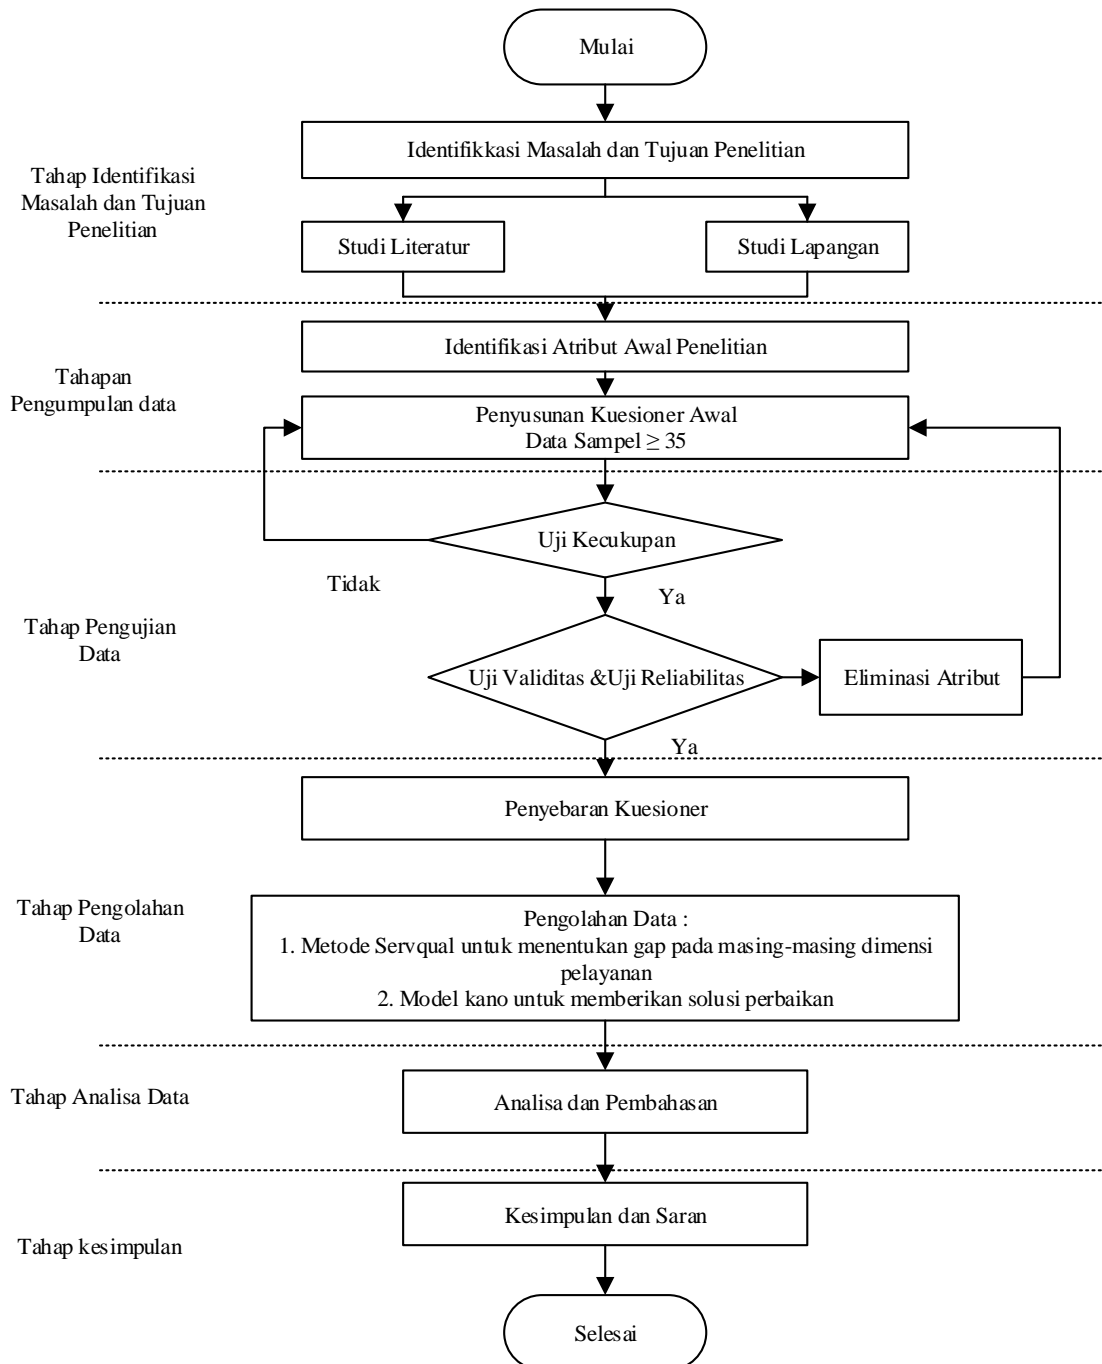 Mulai
Identifikkasi Masalah dan Tujuan Penelitian
Tahap Identifikasi
Masalah dan Tujuan
Penelitian
Studi Literatur
Studi Lapangan
Identifikasi Atribut Awal Penelitian
Tahapan
Pengumpulan data
Penyusunan Kuesioner Awal
Data Sampel ≥ 35
Uji Kecukupan
Tidak
Ya
Tahap Pengujian
Data
Uji Validitas &Uji Reliabilitas
Eliminasi Atribut
Ya
Penyebaran Kuesioner
Tahap Pengolahan
Data
Pengolahan Data :
1. Metode Servqual untuk menentukan gap pada masing-masing dimensi
pelayanan
2. Model kano untuk memberikan solusi perbaikan
Tahap Analisa Data
Analisa dan Pembahasan
Kesimpulan dan Saran
Tahap kesimpulan
Selesai